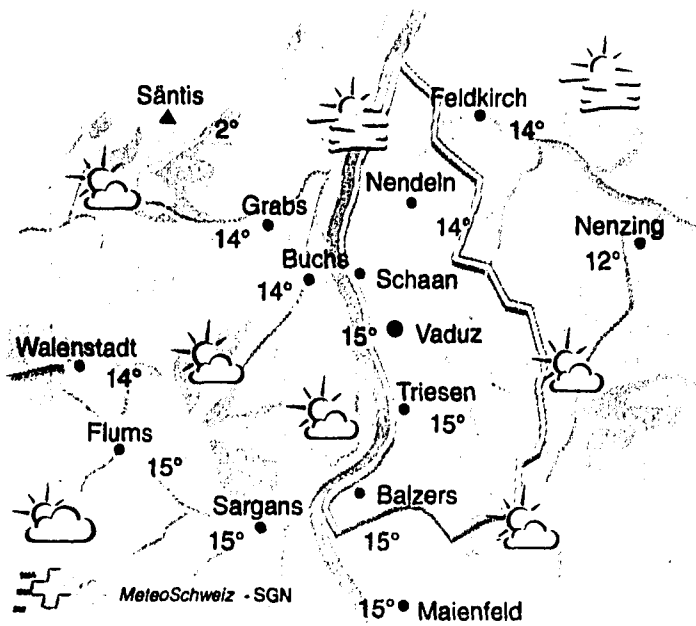 Säntis
2°
Feldkirch
14°
Nendeln
14°
Grabs
14°
Nenzing
12°
Buchs
14°
Schaan
15° Vaduz
Walenstadt
14°
Triesen
15°
Flums
15°
Balzers
15°
Sargans
15°
MeteoSchweiz - SGN
15° Maienfeld